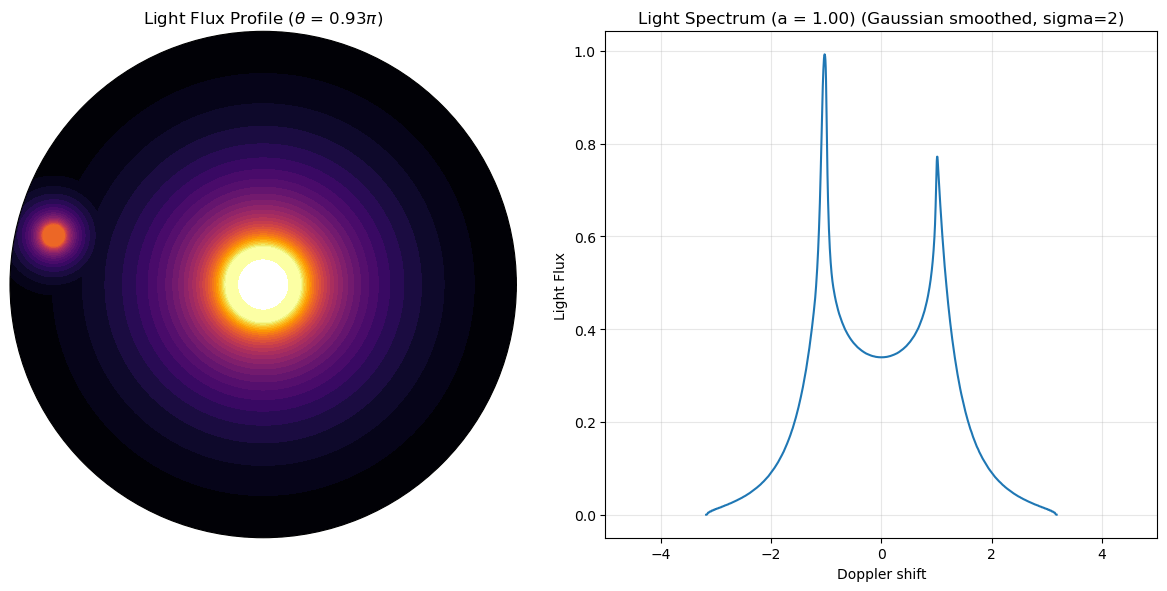 Light Flux Profile (θ = 0.93π)
Light Spectrum (a = 1.00) (Gaussian smoothed, sigma=2)
1.0
0.8
0.6
0.4
0.2
0.0
Light Flux
−4 −2 0 2 4
Doppler shift